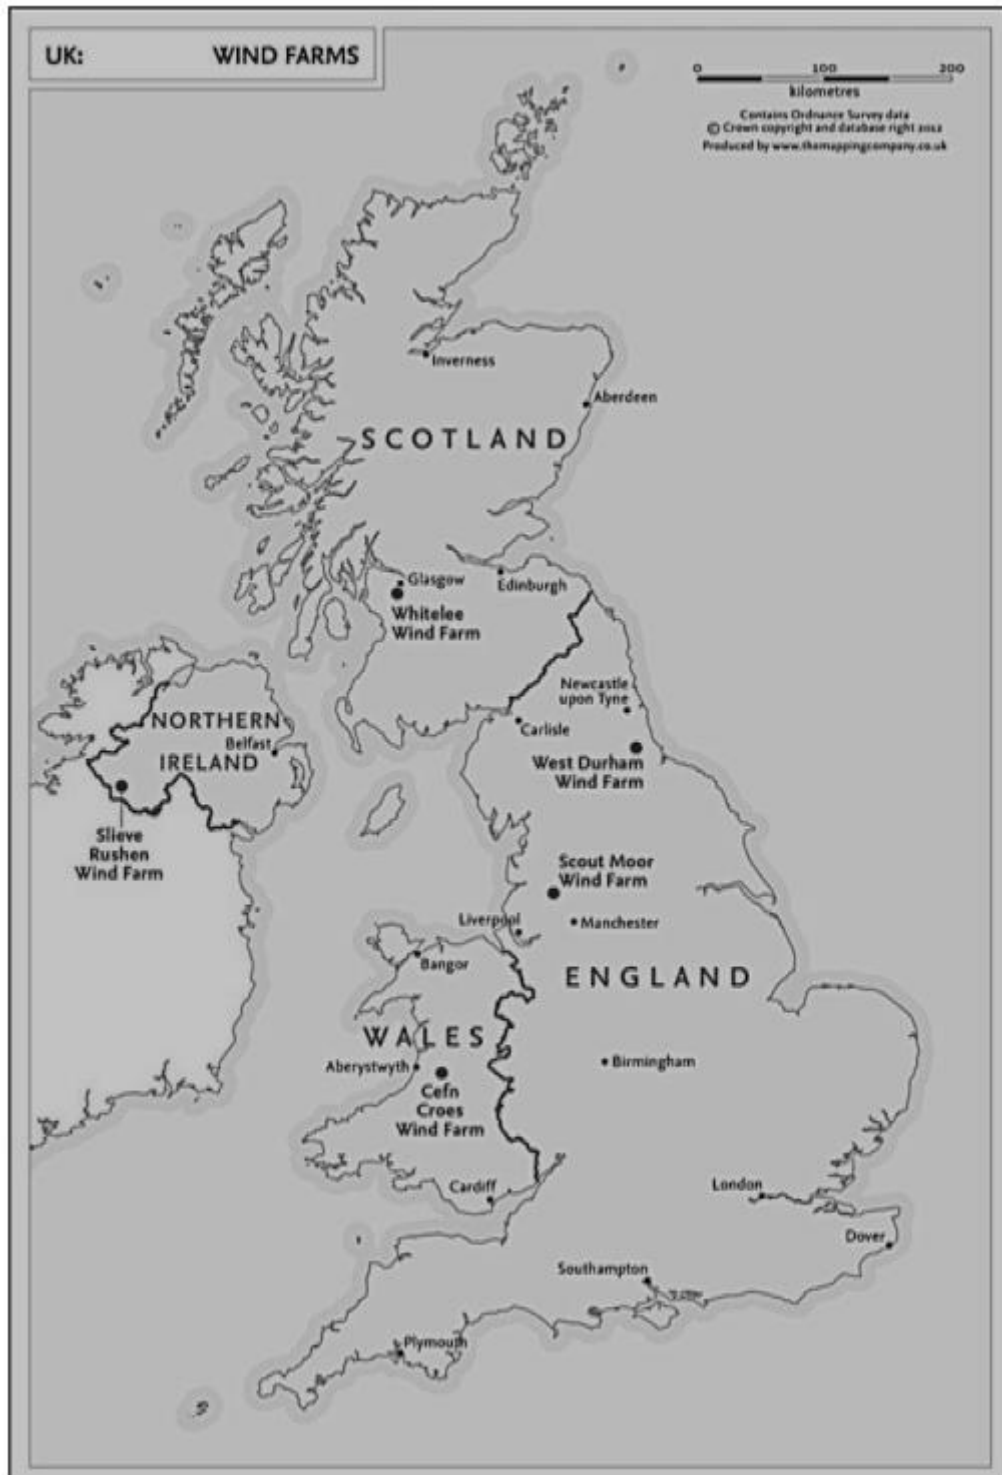 UK: WIND FARMS
0 100 200
kilometres
Contains Ordnance Survey data
© Crown copyright and database right 2012
Produced by www.themappingcompany.co.uk
Inverness
Aberdeen
SCOTLAND
Glasgow
Edinburgh
Whitelee
Wind Farm
Newcastle
upon Tyne
Carlisle
NORTHERN
Belfast
IRELAND
West Durham
Wind Farm
Slieve
Rushen
Wind Farm
Scout Moor
Wind Farm
Liverpool
Manchester
Bangor
ENGLAND
WALES
Aberystwyth
Birmingham
Cefn
Croes
Wind Farm
Cardiff
London
Dover
Southampton
Plymouth